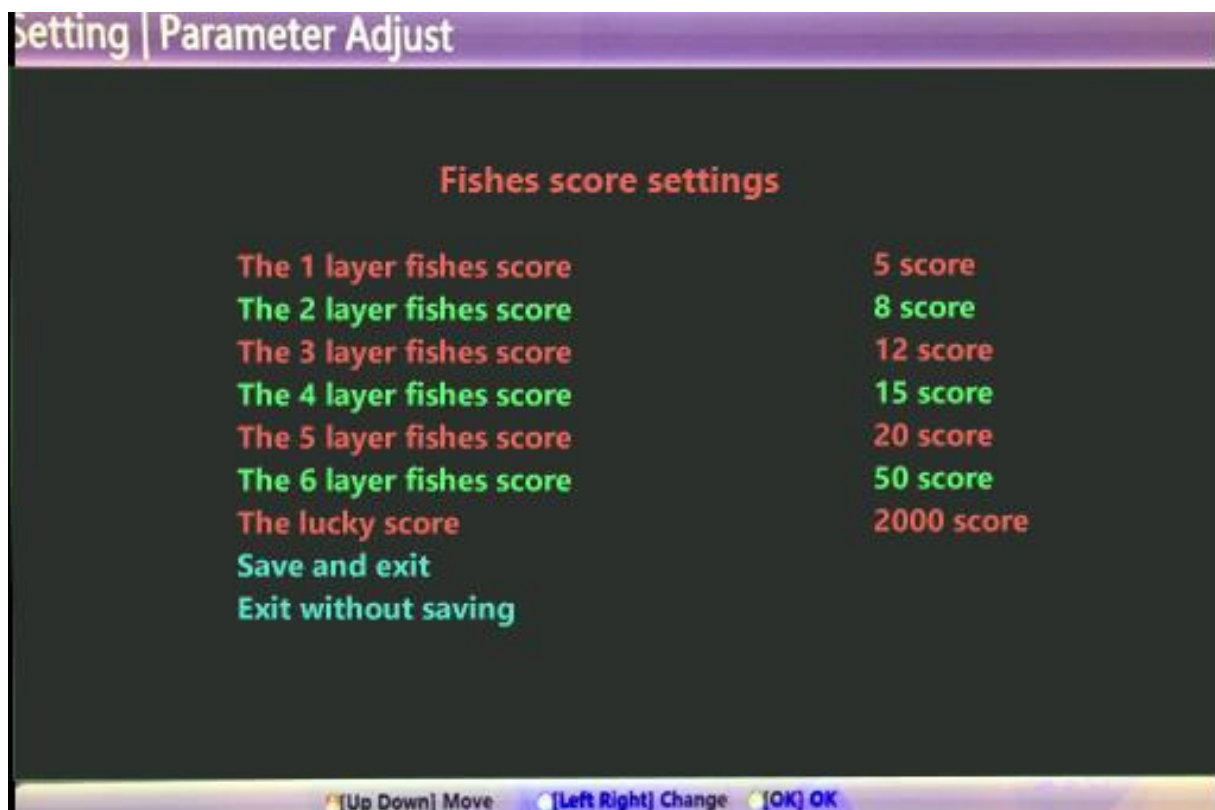 Setting | Parameter Adjust
Fishes score settings
The 1 layer fishes score 5 score
The 2 layer fishes score 8 score
The 3 layer fishes score 12 score
The 4 layer fishes score 15 score
The 5 layer fishes score 20 score
The 6 layer fishes score 50 score
The lucky score 2000 score
Save and exit
Exit without saving
[Up Down] Move [Left Right] Change [OK] OK